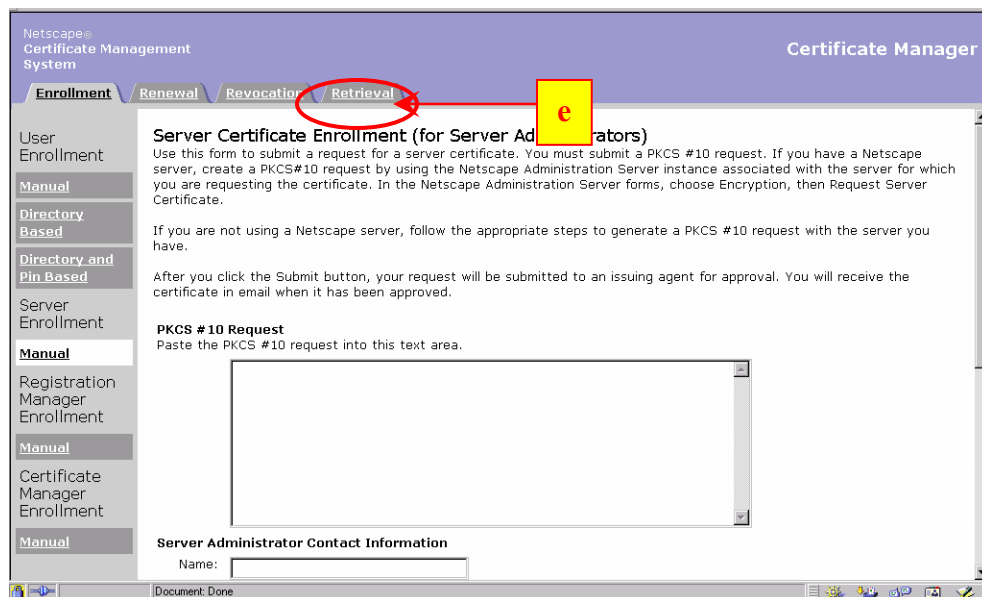 Netscape®
Certificate Management
System
Certificate Manager
Enrollment
Renewal
Revocation
Retrieval
e
User
Enrollment
Manual
Directory
Based
Directory and
Pin Based
Server
Enrollment
Manual
Registration
Manager
Enrollment
Manual
Certificate
Manager
Enrollment
Manual
Server Certificate Enrollment (for Server Ad rators)
Use this form to submit a request for a server certificate. You must submit a PKCS #10 request. If you have a Netscape
server, create a PKCS#10 request by using the Netscape Administration Server instance associated with the server for which
you are requesting the certificate. In the Netscape Administration Server forms, choose Encryption, then Request Server
Certificate.
If you are not using a Netscape server, follow the appropriate steps to generate a PKCS #10 request with the server you
have.
After you click the Submit button, your request will be submitted to an issuing agent for approval. You will receive the
certificate in email when it has been approved.
PKCS #10 Request
Paste the PKCS #10 request into this text area.
Server Administrator Contact Information
Name:
Document: Done